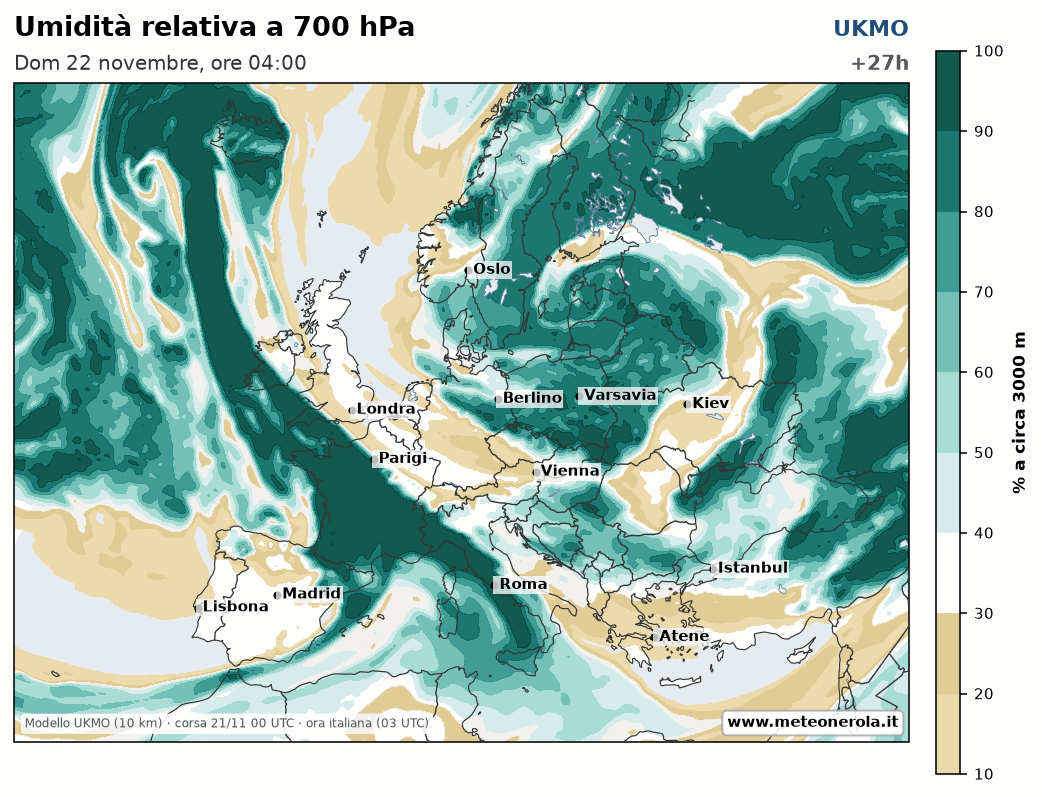 Umidità relativa a 700 hPa
UKMO
Dom 22 novembre, ore 04:00
+27h
100
90
80
70
60
50
40
30
20
10
% a circa 3000 m
Oslo
Berlino
Varsavia
Kiev
Londra
Parigi
Vienna
Istanbul
Roma
Madrid
Lisbona
Atene
Modello UKMO (10 km) · corsa 21/11 00 UTC · ora italiana (03 UTC)
www.meteonerola.it